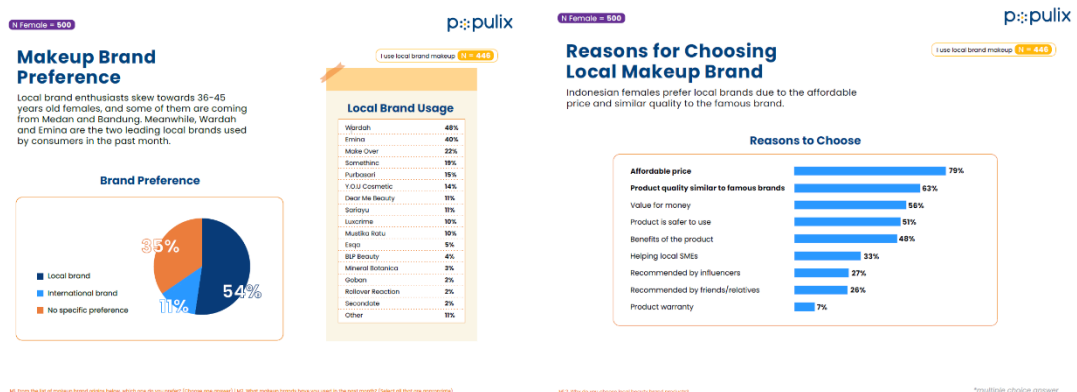 N Female = 500
populix
Makeup Brand
Preference
I use local brand makeup N = 446
Local brand enthusiasts skew towards 36-45
years old females, and some of them are coming
from Medan and Bandung. Meanwhile, Wardah
and Emina are the two leading local brands used
by consumers in the past month.
Brand Preference
35%
54%
11%
Local brand
International brand
No specific preference
Local Brand Usage
Wardah 48%
Emina 40%
Make Over 22%
Somethinc 19%
Purbasari 15%
Y.O.U Cosmetic 14%
Dear Me Beauty 11%
Sariayu 11%
Luxcrime 10%
Mustika Ratu 10%
Esqa 5%
BLP Beauty 4%
Mineral Botanica 3%
Goban 2%
Rollover Reaction 2%
Secondate 2%
Other 11%
N Female = 500
populix
Reasons for Choosing
Local Makeup Brand
I use local brand makeup N = 446
Indonesian females prefer local brands due to the affordable
price and similar quality to the famous brand.
Reasons to Choose
Affordable price 79%
Product quality similar to famous brands 63%
Value for money 56%
Product is safer to use 51%
Benefits of the product 48%
Helping local SMEs 33%
Recommended by influencers 27%
Recommended by friends/relatives 26%
Product warranty 7%
*multiple choice answer